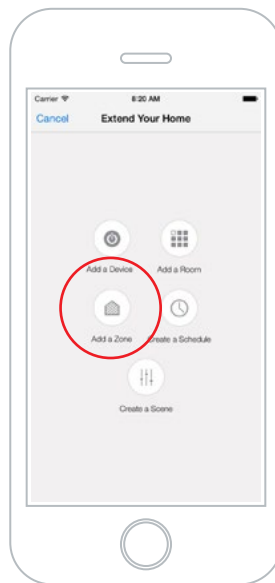 Carrier 8:20 AM
Cancel Extend Your Home
Add a Device Add a Room
Add a Zone Create a Schedule
Create a Scene